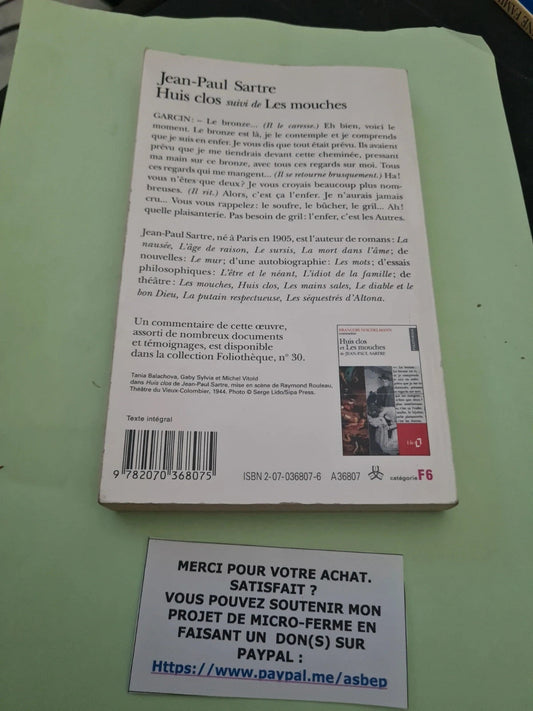 NE FAMI
Jean-Paul Sartre
Huis clos suivi de Les mouches
GARCIN : « Le bronze... (Il le caresse.) Eh bien, voici le
moment. Le bronze est là, je le contemple et je comprends
que je suis en enfer. Je vous dis que tout était prévu. Ils avaient
prévu que je me tiendrais devant cette cheminée, pressant
ma main sur ce bronze, avec tous ces regards sur moi. Tous
ces regards qui me mangent... (Il se retourne brusquement.) Ha !
vous n'êtes que deux ? Je vous croyais beaucoup plus nom-
breuses. (Il rit.) Alors, c'est ça l'enfer. Je n'aurais jamais
cru... Vous vous rappelez : le soufre, le bûcher, le gril... Ah !
quelle plaisanterie. Pas besoin de gril : l'enfer, c'est les Autres.
Jean-Paul Sartre, né à Paris en 1905, est l'auteur de romans : La
nausée, L'âge de raison, Le sursis, La mort dans l'âme ; de
nouvelles : Le mur ; d'une autobiographie : Les mots ; d'essais
philosophiques : L'être et le néant, L'idiot de la famille ; de
théâtre : Les mouches, Huis clos, Les mains sales, Le diable et le
bon Dieu, La putain respectueuse, Les séquestrés d'Altona.
Un commentaire de cette œuvre,
assorti de nombreux documents
et témoignages, est disponible
dans la collection Foliothèque, n° 30.
Tania Balachova, Gaby Sylvia et Michel Vitold
dans Huis clos de Jean-Paul Sartre, mise en scène de Raymond Rouleau,
Théâtre du Vieux-Colombier, 1944. Photo © Serge Lido/Sipa Press.
FRANÇOIS NOUDELMANN
Huis clos
et Les mouches
de JEAN-PAUL SARTRE
Texte intégral
9 782070 368075
ISBN 2-07-036807-6 A36807 catégorie F6
MERCI POUR VOTRE ACHAT.
SATISFAIT ?
VOUS POUVEZ SOUTENIR MON
PROJET DE MICRO-FERME EN
FAISANT UN DON(S) SUR
PAYPAL :
Https://www.paypal.me/asbep